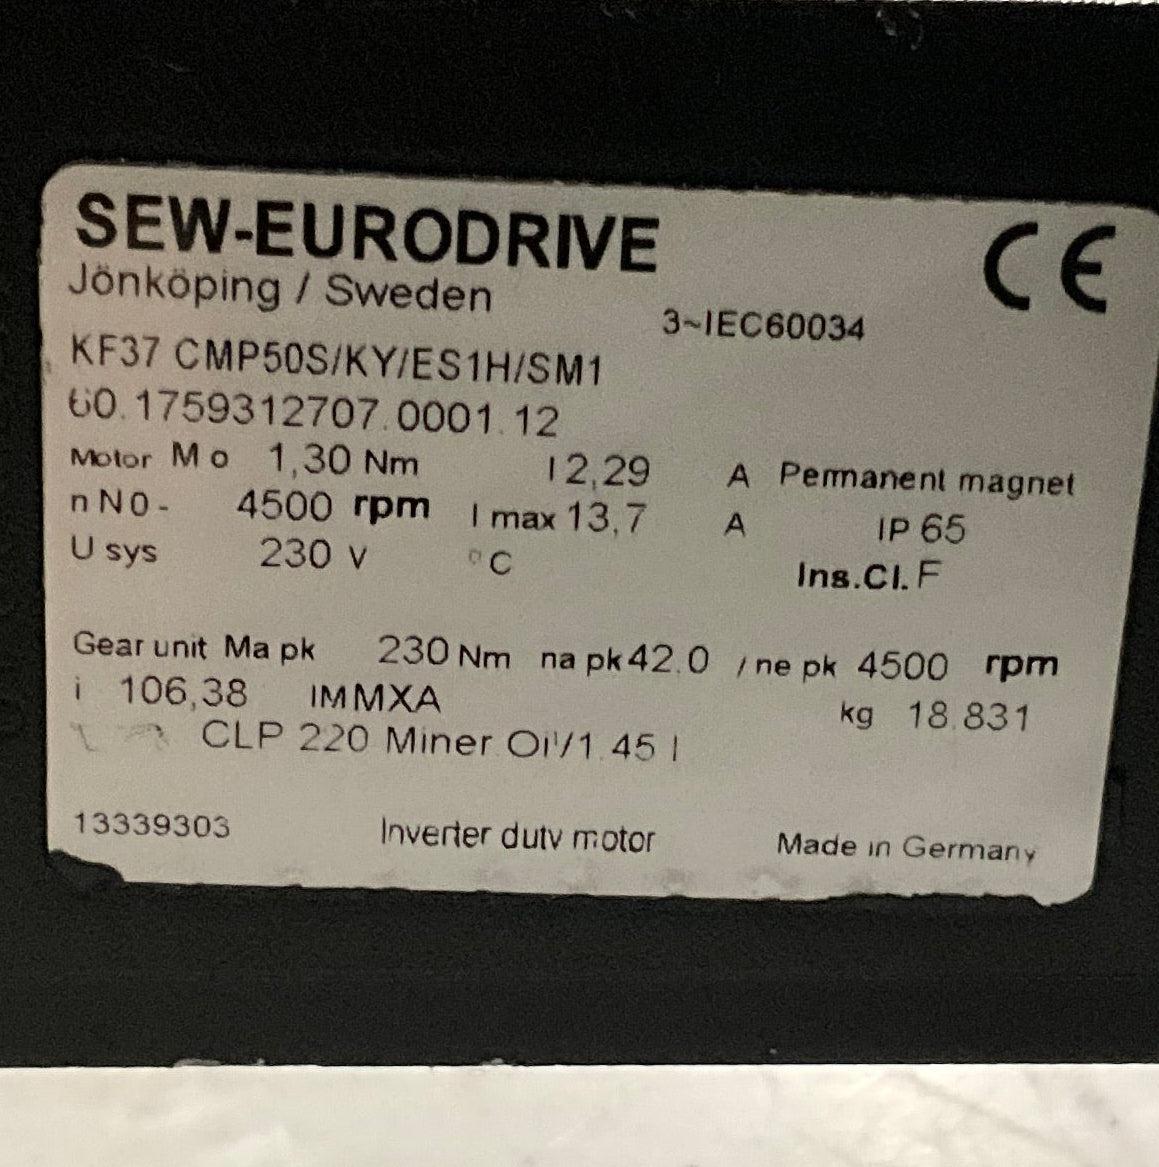 SEW-EURODRIVE CE
Jönköping / Sweden
3~IEC60034
KF37 CMP50S/KY/ES1H/SM1
60.1759312707.0001.12
Motor Mo 1,30 Nm I 2,29 A Permanent magnet
n N0- 4500 rpm I max 13,7 A IP 65
U sys 230 V °C Ins.Cl. F
Gear unit Ma pk 230 Nm na pk 42.0 / ne pk 4500 rpm
i 106,38 IM MXA kg 18.831
CLP 220 Miner.Oil/1.45 l
13339303 Inverter duty motor Made in Germany